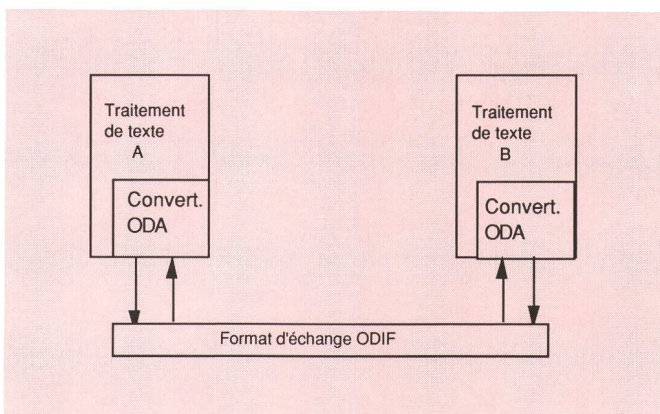 Traitement
de texte
A
Convert.
ODA
Traitement
de texte
B
Convert.
ODA
Format d'échange ODIF